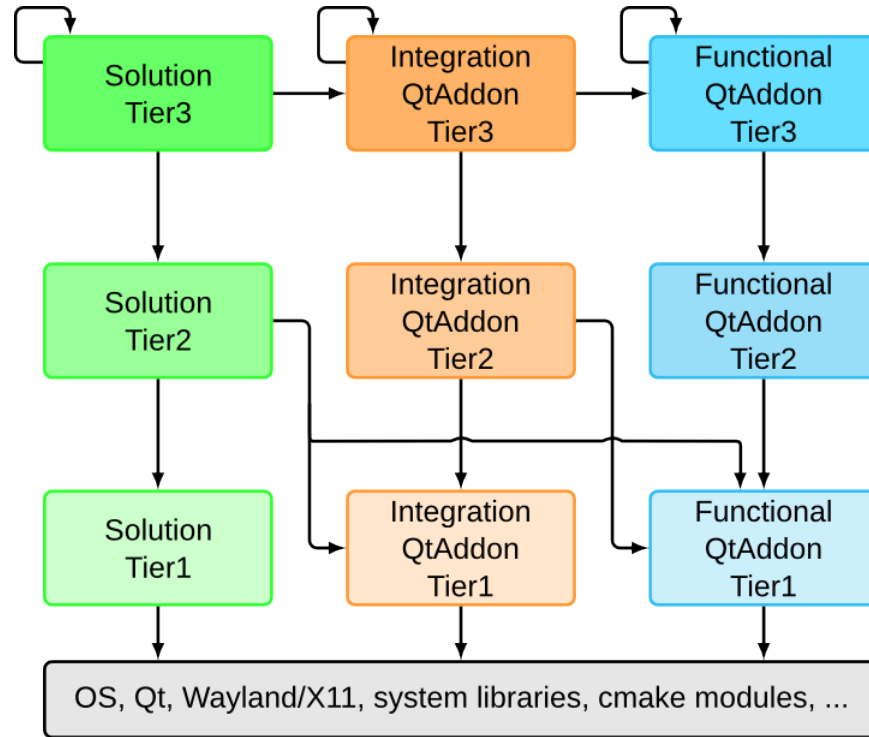 Solution
Tier3
Integration
QtAddon
Tier3
Functional
QtAddon
Tier3
Solution
Tier2
Integration
QtAddon
Tier2
Functional
QtAddon
Tier2
Solution
Tier1
Integration
QtAddon
Tier1
Functional
QtAddon
Tier1
OS, Qt, Wayland/X11, system libraries, cmake modules, ...